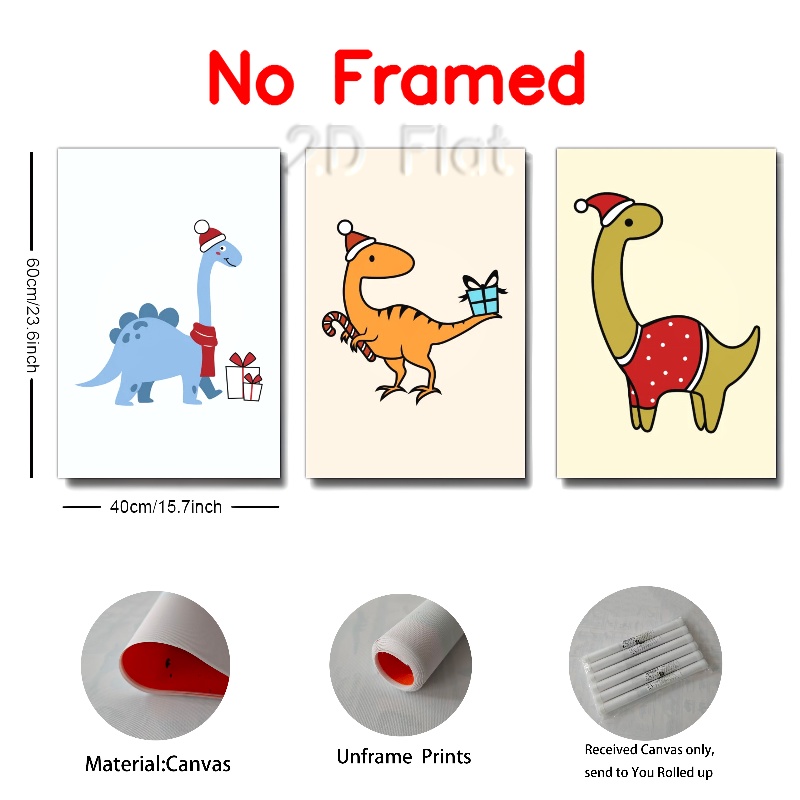 No Framed
2D Flat
60cm/23.6inch
40cm/15.7inch
Material:Canvas
Unframe Prints
Received Canvas only,
send to You Rolled up